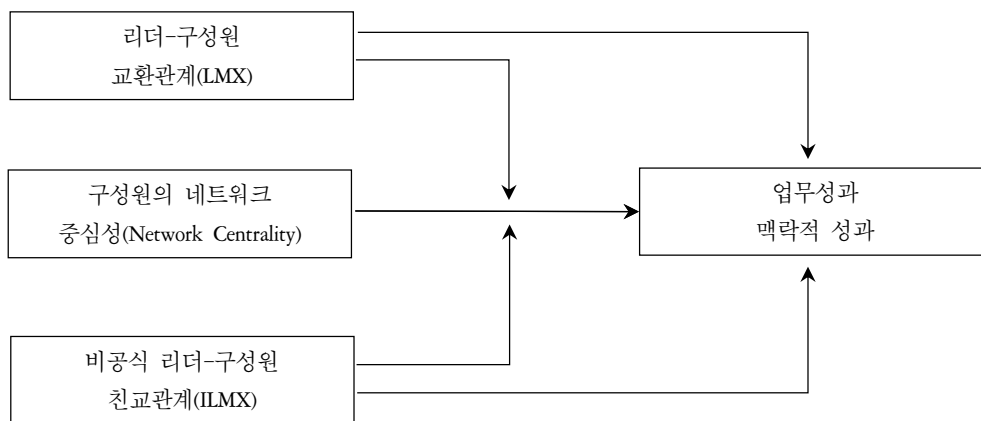 리더-구성원
교환관계(LMX)
구성원의 네트워크
중심성(Network Centrality)
업무성과
맥락적 성과
비공식 리더-구성원
친교관계(ILMX)